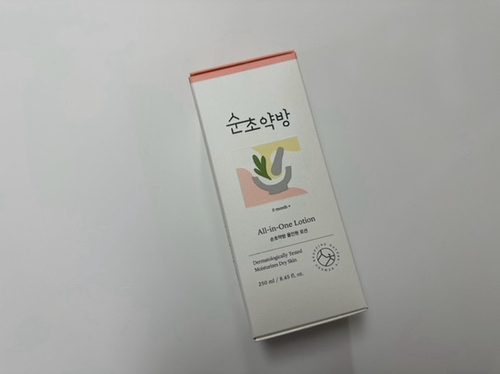 순초약방
0 month +
All-in-One Lotion
순초약방 올인원 로션
Dermatologically Tested
Moisturizes Dry Skin
250 ml / 8.45 fl. oz.